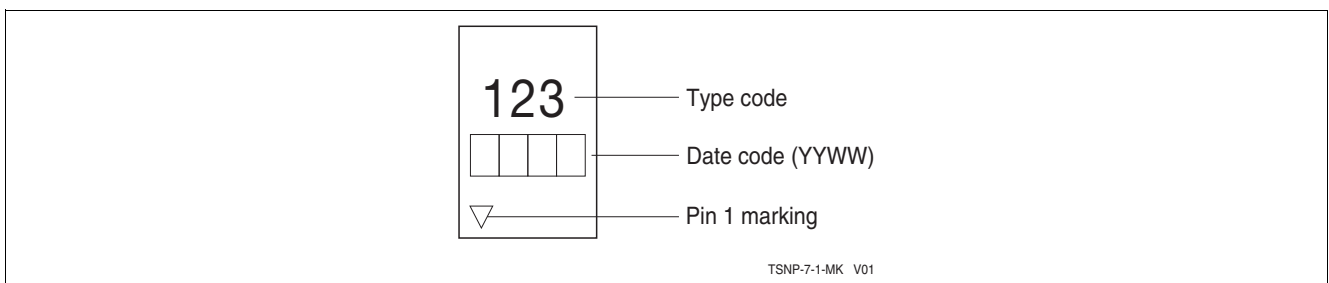 123
Type code
Date code (YYWW)
Pin 1 marking
TSNP-7-1-MK V01